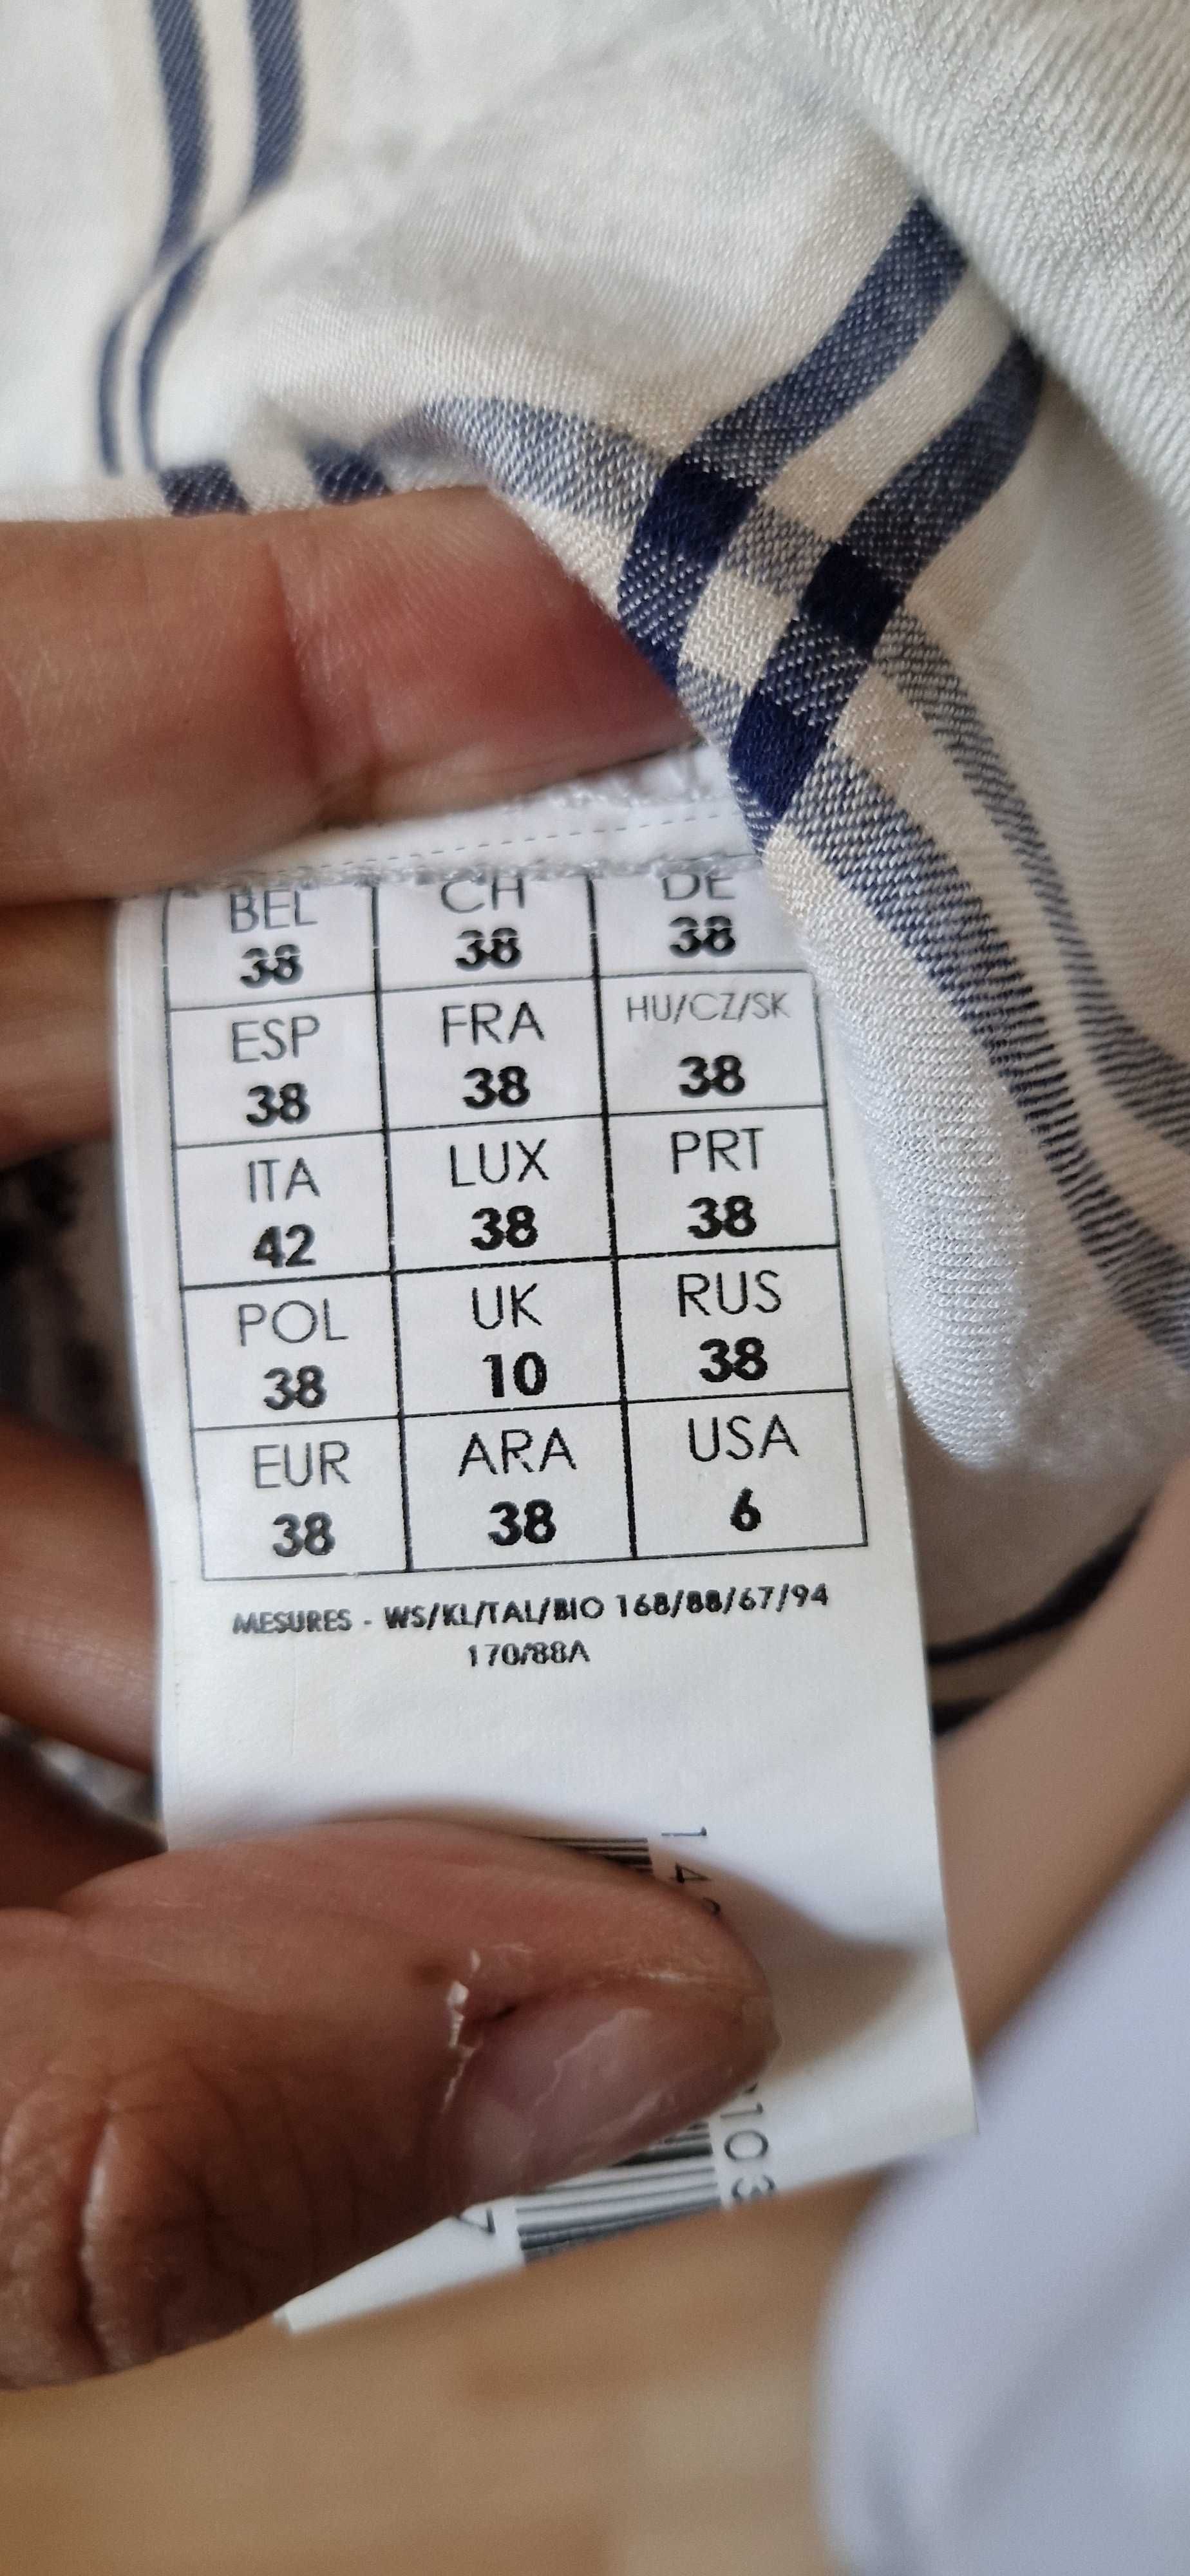 BEL CH DE
38 38 38
ESP FRA HU/CZ/SK
38 38 38
ITA LUX PRT
42 38 38
POL UK RUS
38 10 38
EUR ARA USA
38 38 6
MESURES - WS/KL/TAL/BIO 168/88/67/94
170/88A